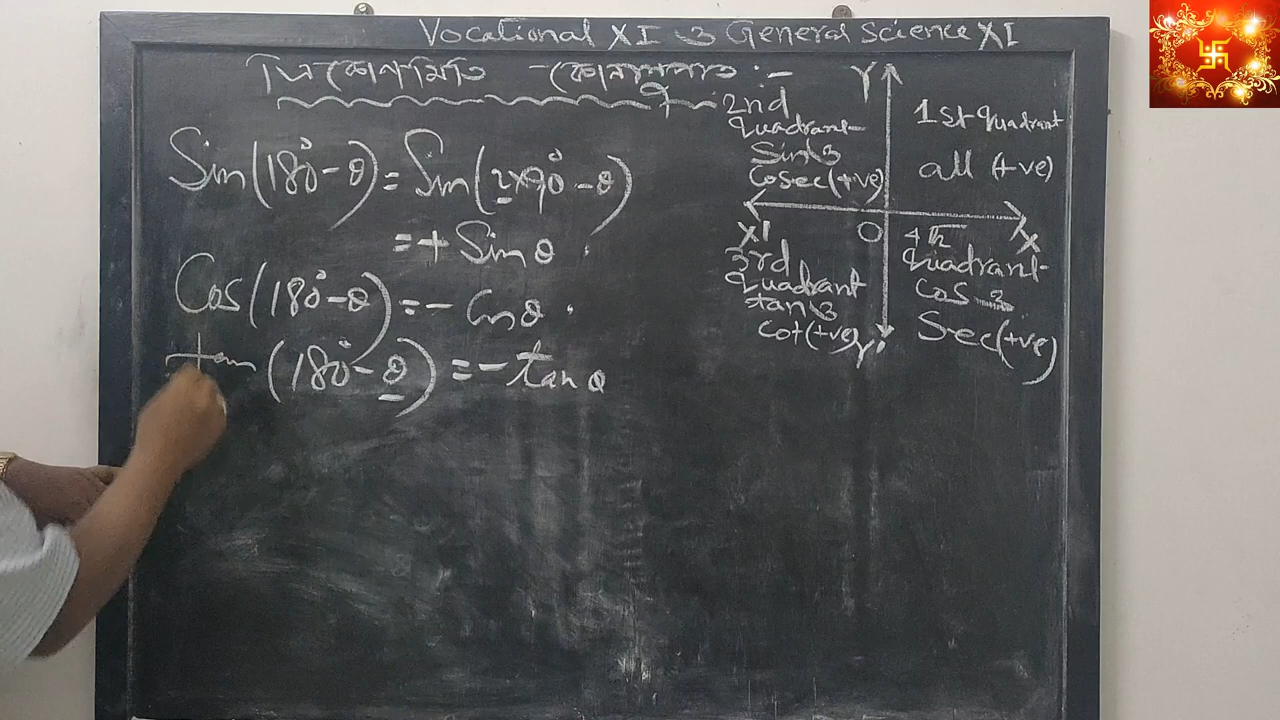 Vocational XI ও General Science XI
ত্রিকোণমিতি -কোনানুপাত :-
Sin(180°-θ) = Sin(2×90°-θ)
= + Sinθ .
Cos(180°-θ) = - Cosθ .
tan(180°-θ) = - tanθ
Y
2nd
quadrant
Sin ও
Cosec(+ve)
1st quadrant
all (+ve)
X'
O
X
3rd
quadrant
tan ও
Cot(+ve)
Y'
4th
quadrant
Cos ও
Sec(+ve)